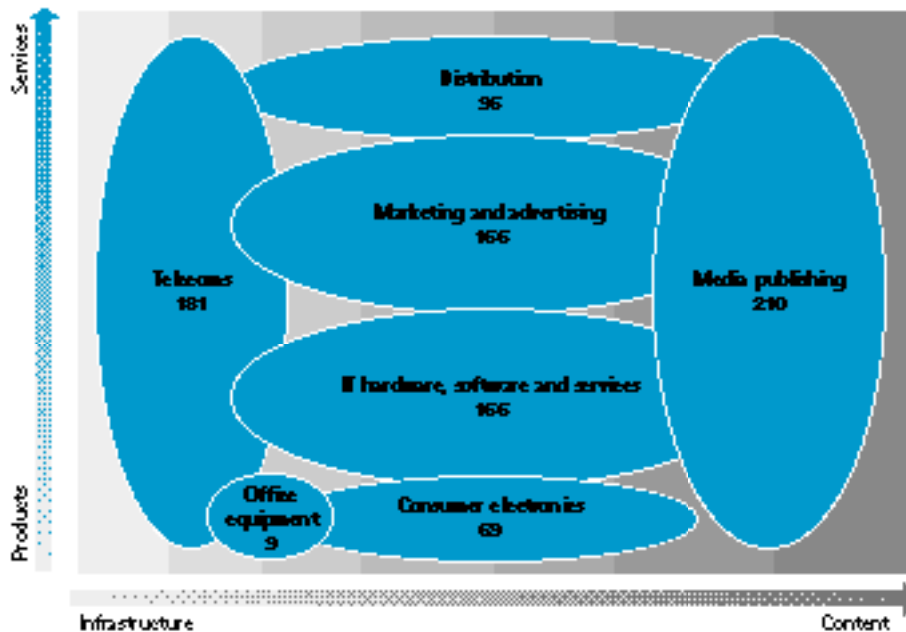 Services
Distribution
96
Marketing and advertising
166
Telecoms
181
Media publishing
210
IT hardware, software and services
166
Office
equipment
9
Consumer electronics
69
Products
Infrastructure
Content